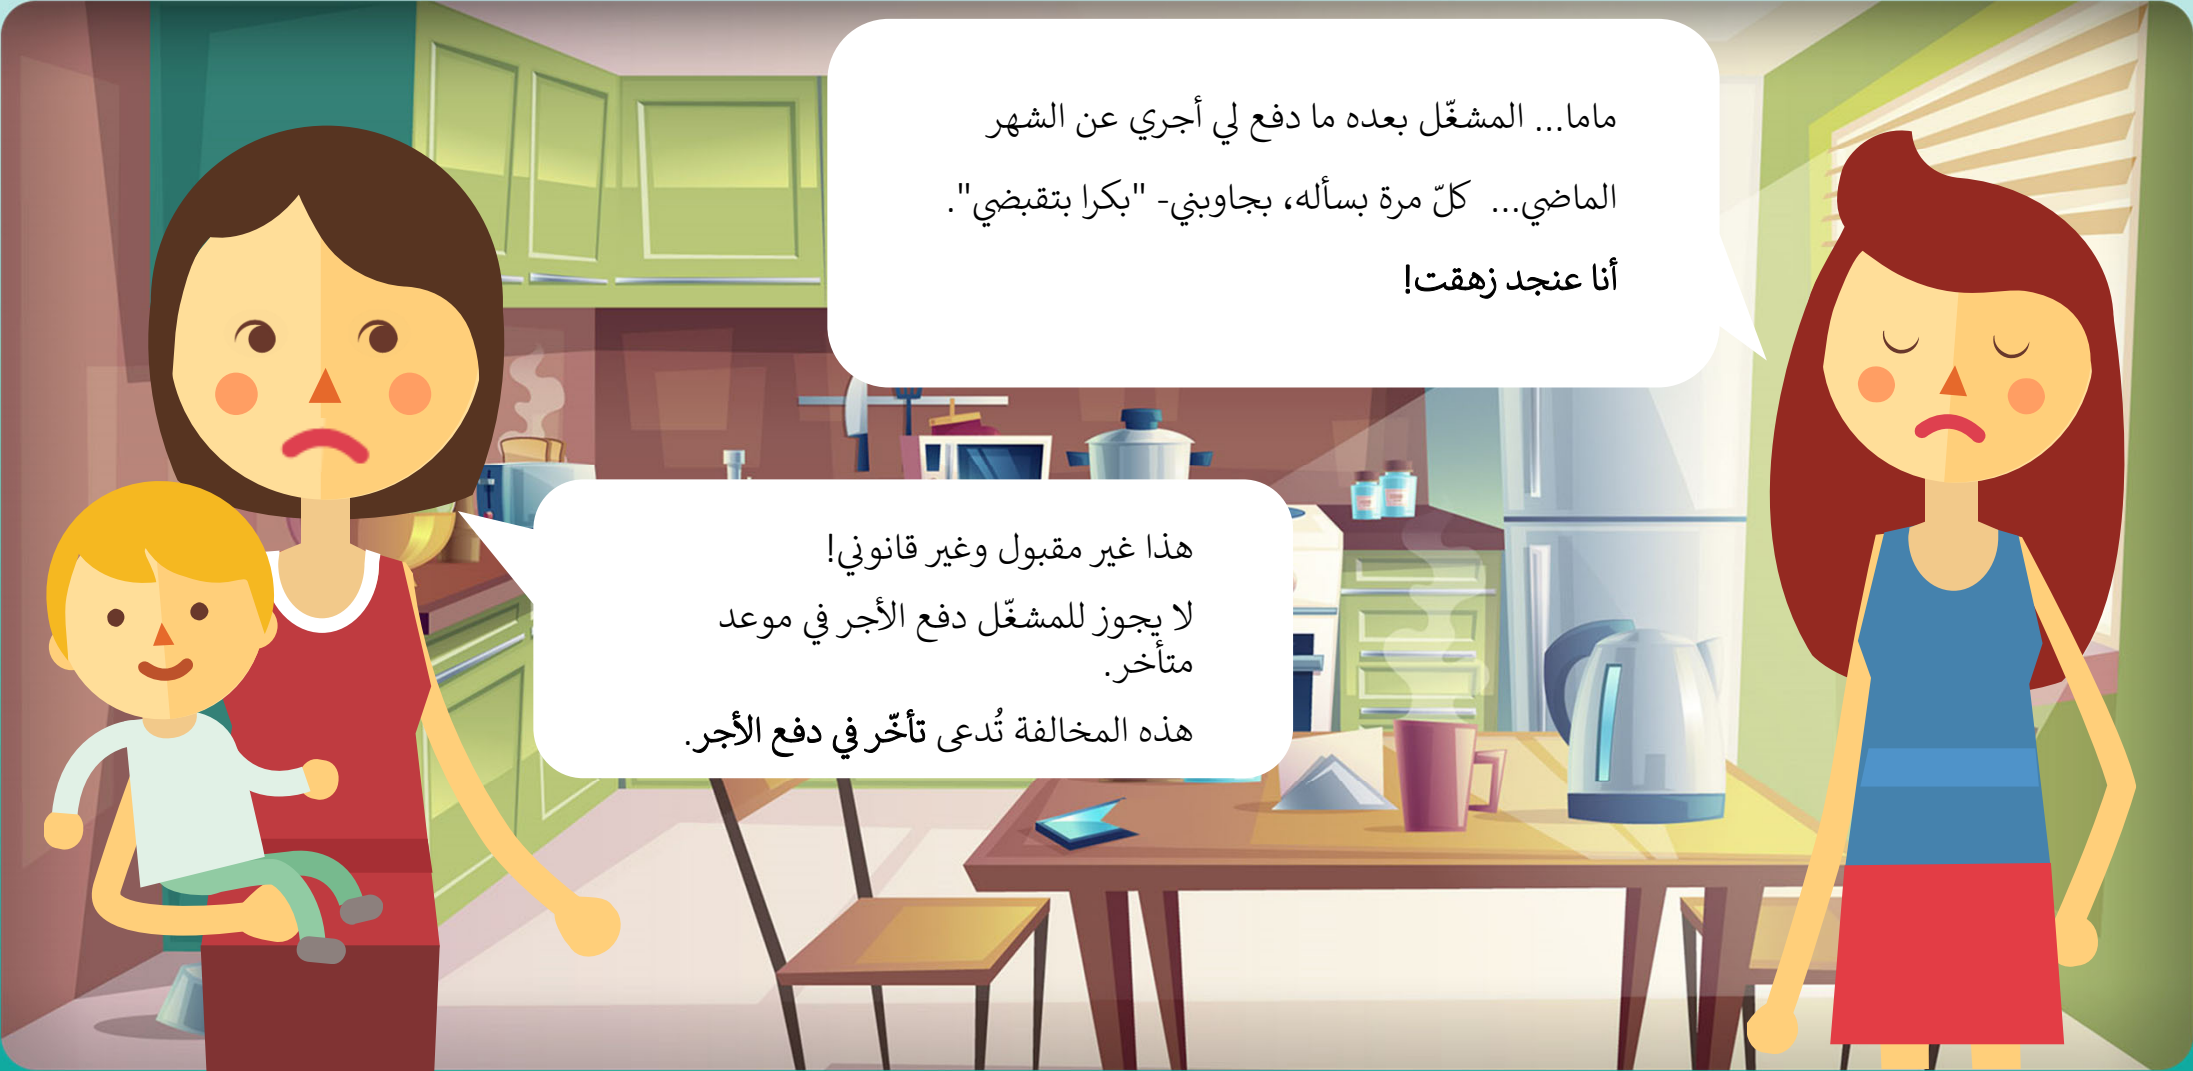 ماما... المشغّل بعده ما دفع لي أجري عن الشهر
الماضي... كلّ مرة بسأله، بجاوبني- "بكرا بتقبضي".
أنا عنجد زهقت!
هذا غير مقبول وغير قانوني!
لا يجوز للمشغّل دفع الأجر في موعد
متأخر.
هذه المخالفة تُدعى تأخّر في دفع الأجر.